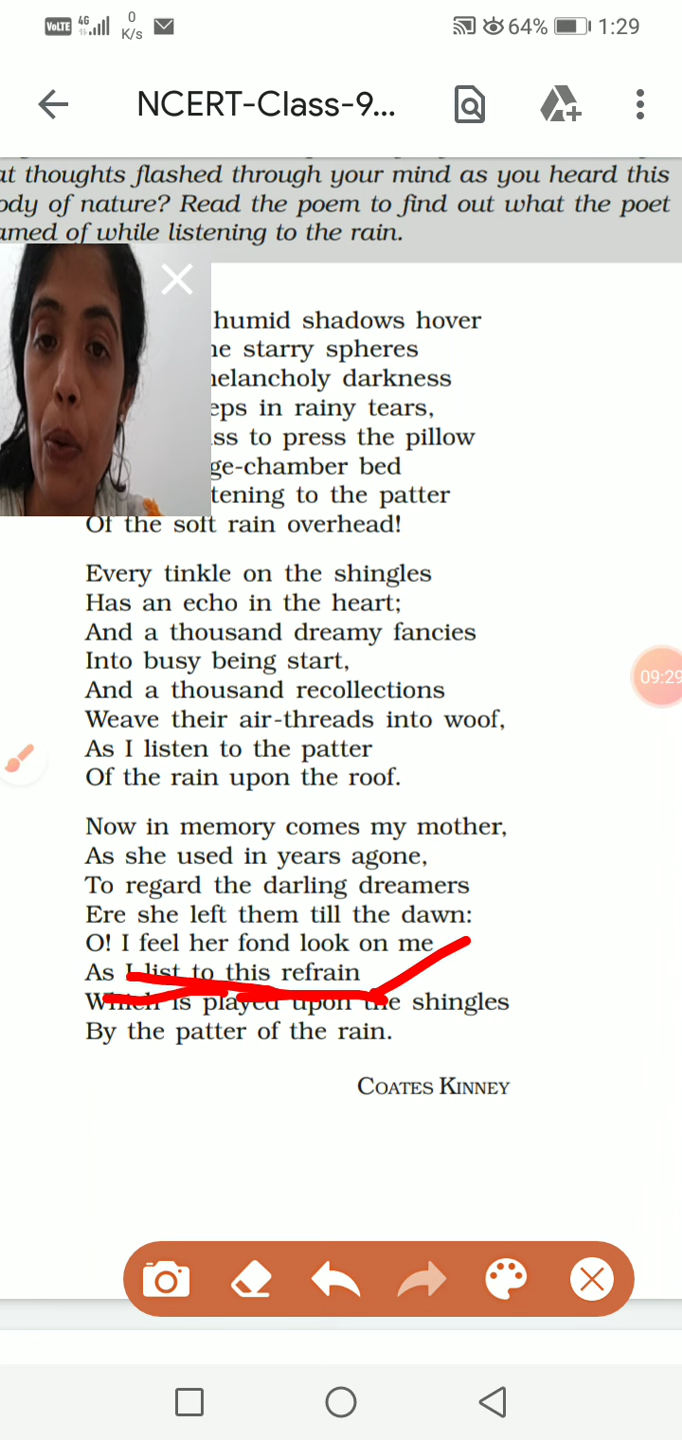 VoLTE 4G 0 K/s 64% 1:29
NCERT-Class-9...
at thoughts flashed through your mind as you heard this
ody of nature? Read the poem to find out what the poet
amed of while listening to the rain.
humid shadows hover
starry spheres
melancholy darkness
eps in rainy tears,
ss to press the pillow
ge-chamber bed
tening to the patter
Of the soft rain overhead!
Every tinkle on the shingles
Has an echo in the heart;
And a thousand dreamy fancies
Into busy being start,
And a thousand recollections
Weave their air-threads into woof,
As I listen to the patter
Of the rain upon the roof.
Now in memory comes my mother,
As she used in years agone,
To regard the darling dreamers
Ere she left them till the dawn:
O! I feel her fond look on me
As I list to this refrain
Which is played upon the shingles
By the patter of the rain.
COATES KINNEY
09:29